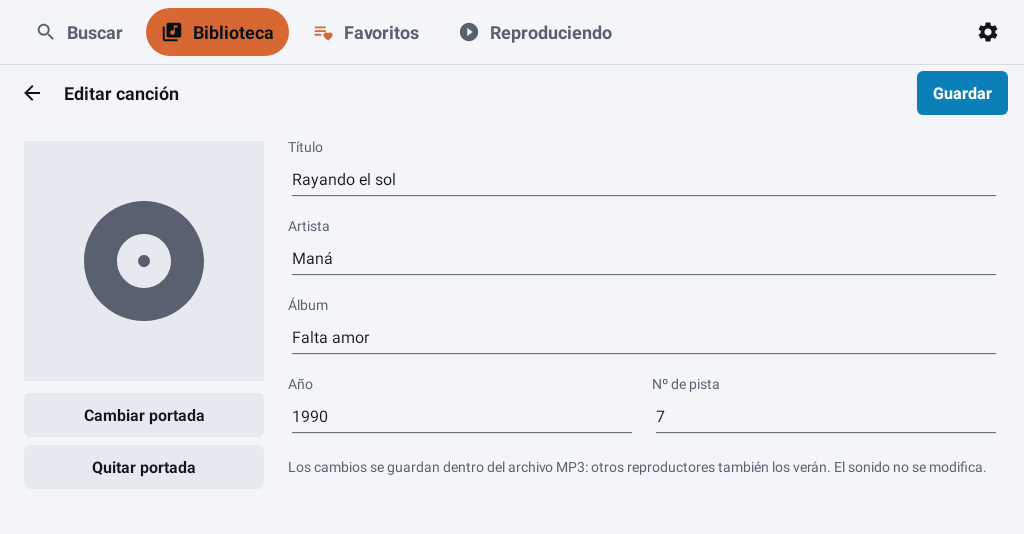 Buscar
Biblioteca
Favoritos
Reproduciendo
Editar canción
Guardar
Título
Rayando el sol
Artista
Maná
Álbum
Falta amor
Año
Nº de pista
1990
7
Cambiar portada
Quitar portada
Los cambios se guardan dentro del archivo MP3: otros reproductores también los verán. El sonido no se modifica.